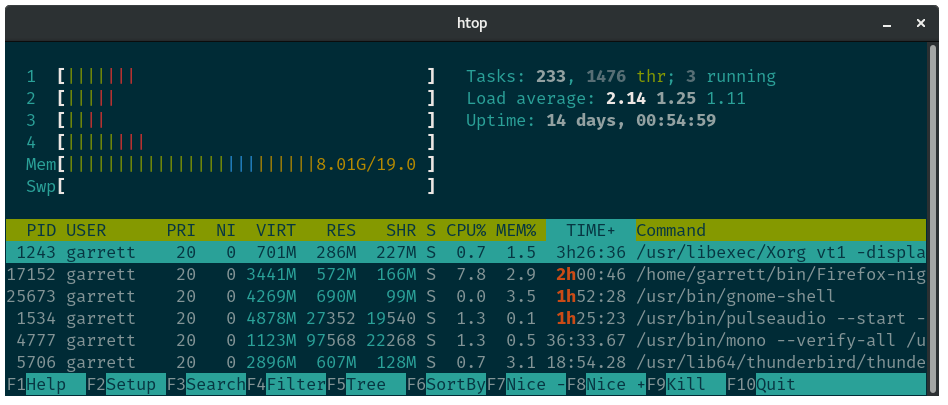 htop
1 [||||||| ] Tasks: 233, 1476 thr; 3 running
2 [||||| ] Load average: 2.14 1.25 1.11
3 [|||| ] Uptime: 14 days, 00:54:59
4 [|||||||| ]
Mem[|||||||||||||||||||||||||8.01G/19.0 ]
Swp[ ]
PID USER PRI NI VIRT RES SHR S CPU% MEM% TIME+ Command
1243 garrett 20 0 701M 286M 227M S 0.7 1.5 3h26:36 /usr/libexec/Xorg vt1 -displa
17152 garrett 20 0 3441M 572M 166M S 7.8 2.9 2h00:46 /home/garrett/bin/Firefox-nig
25673 garrett 20 0 4269M 690M 99M S 0.0 3.5 1h52:28 /usr/bin/gnome-shell
1534 garrett 20 0 4878M 27352 19540 S 1.3 0.1 1h25:23 /usr/bin/pulseaudio --start -
4777 garrett 20 0 1123M 97568 22268 S 1.3 0.5 36:33.67 /usr/bin/mono --verify-all /u
5706 garrett 20 0 2896M 607M 128M S 0.7 3.1 18:54.28 /usr/lib64/thunderbird/thunde
F1Help F2Setup F3SearchF4FilterF5Tree F6SortByF7Nice -F8Nice +F9Kill F10Quit